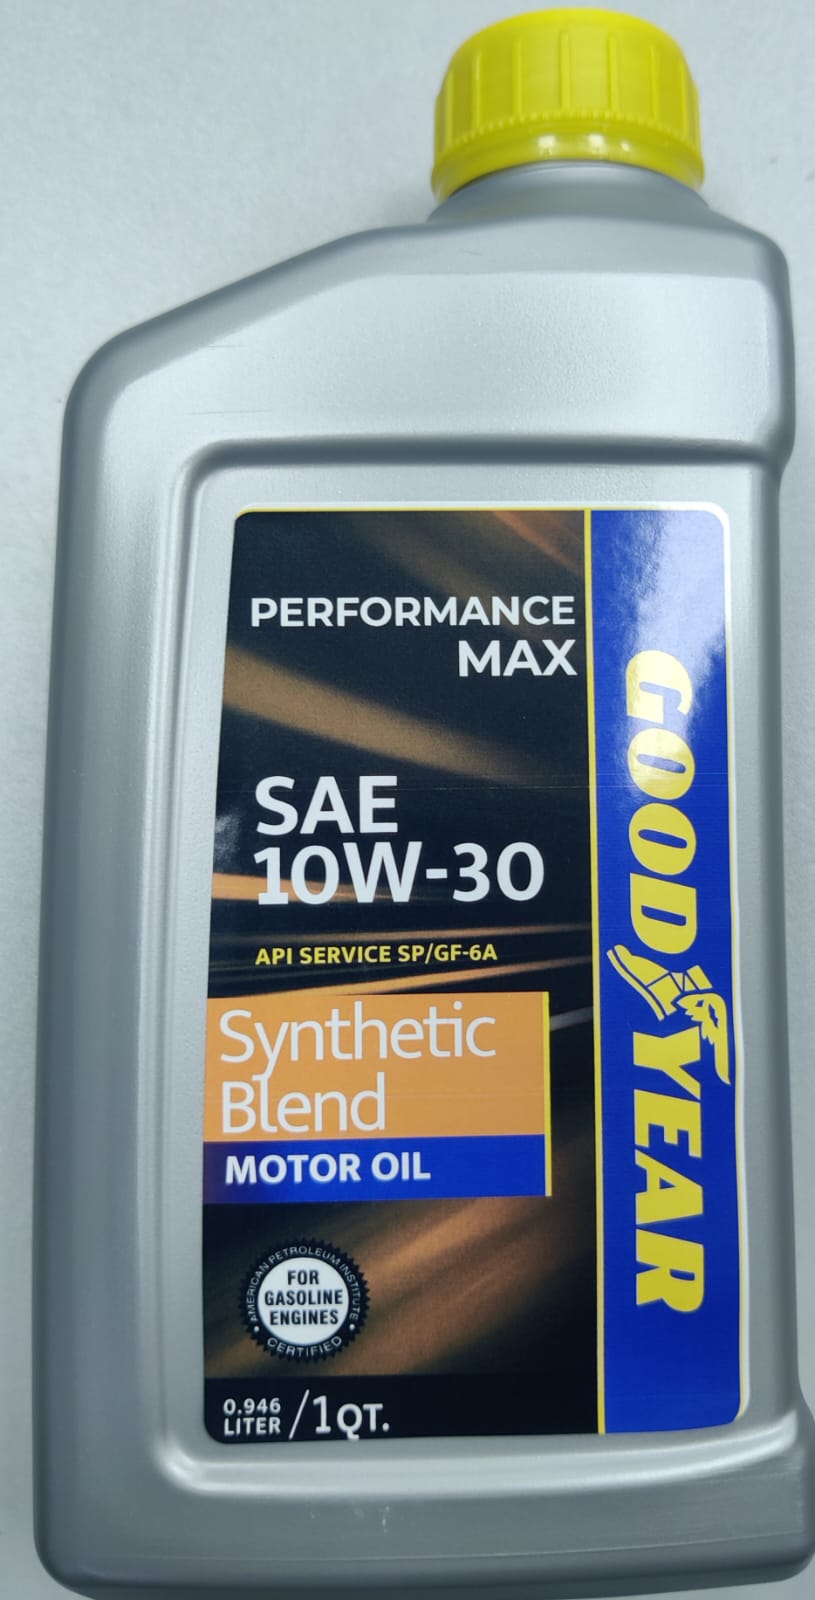 PERFORMANCE
MAX
SAE
10W-30
API SERVICE SP/GF-6A
Synthetic
Blend
MOTOR OIL
AMERICAN PETROLEUM INSTITUTE
FOR
GASOLINE
ENGINES
CERTIFIED
0.946
LITER /1QT.
GOODYEAR